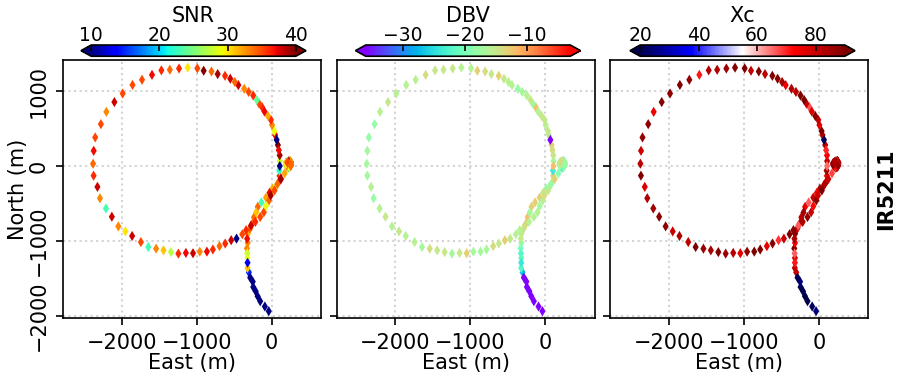 SNR
DBV
Xc
10 20 30 40
−30 −20 −10
20 40 60 80
North (m)
1000
0
−1000
−2000
IR5211
−2000 −1000 0
−2000 −1000 0
−2000 −1000 0
East (m)
East (m)
East (m)